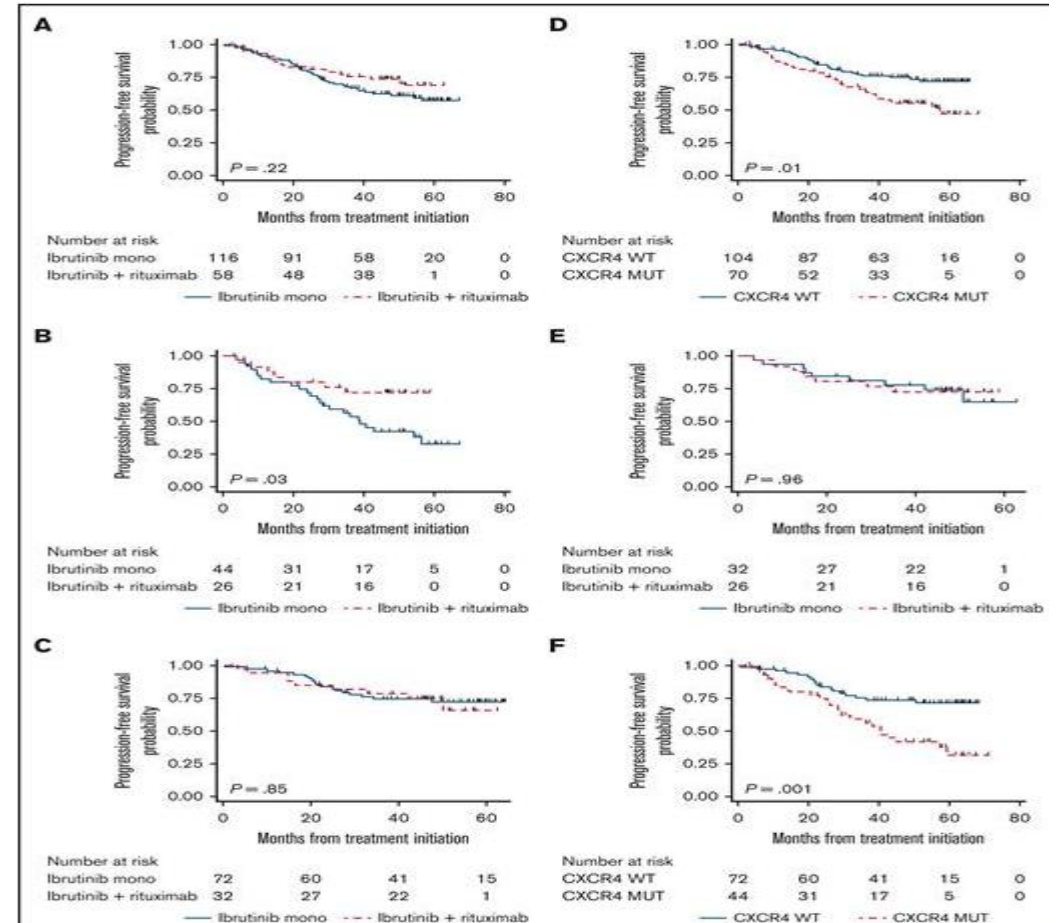 A
Progression-free survival
probability
1.00
0.75
0.50
0.25
0.00
P = .22
0 20 40 60 80
Months from treatment initiation
Number at risk
Ibrutinib mono 116 91 58 20 0
Ibrutinib + rituximab 58 48 38 1 0
Ibrutinib mono Ibrutinib + rituximab
B
Progression-free survival
probability
1.00
0.75
0.50
0.25
0.00
P = .03
0 20 40 60 80
Months from treatment initiation
Number at risk
Ibrutinib mono 44 31 17 5 0
Ibrutinib + rituximab 26 21 16 0 0
Ibrutinib mono Ibrutinib + rituximab
C
Progression-free survival
probability
1.00
0.75
0.50
0.25
0.00
P = .85
0 20 40 60
Months from treatment initiation
Number at risk
Ibrutinib mono 72 60 41 15
Ibrutinib + rituximab 32 27 22 1
Ibrutinib mono Ibrutinib + rituximab
D
Progression-free survival
probability
1.00
0.75
0.50
0.25
0.00
P = .01
0 20 40 60 80
Months from treatment initiation
Number at risk
CXCR4 WT 104 87 63 16 0
CXCR4 MUT 70 52 33 5 0
CXCR4 WT CXCR4 MUT
E
Progression-free survival
probability
1.00
0.75
0.50
0.25
0.00
P = .96
20 40 60
Months from treatment initiation
Number at risk
Ibrutinib mono 32 27 22 1
Ibrutinib + rituximab 26 21 16 0
Ibrutinib mono Ibrutinib + rituximab
F
Progression-free survival
probability
1.00
0.75
0.50
0.25
0.00
P = .001
0 20 40 60 80
Months from treatment initiation
Number at risk
CXCR4 WT 72 60 41 15 0
CXCR4 MUT 44 31 17 5 0
CXCR4 WT CXCR4 MUT